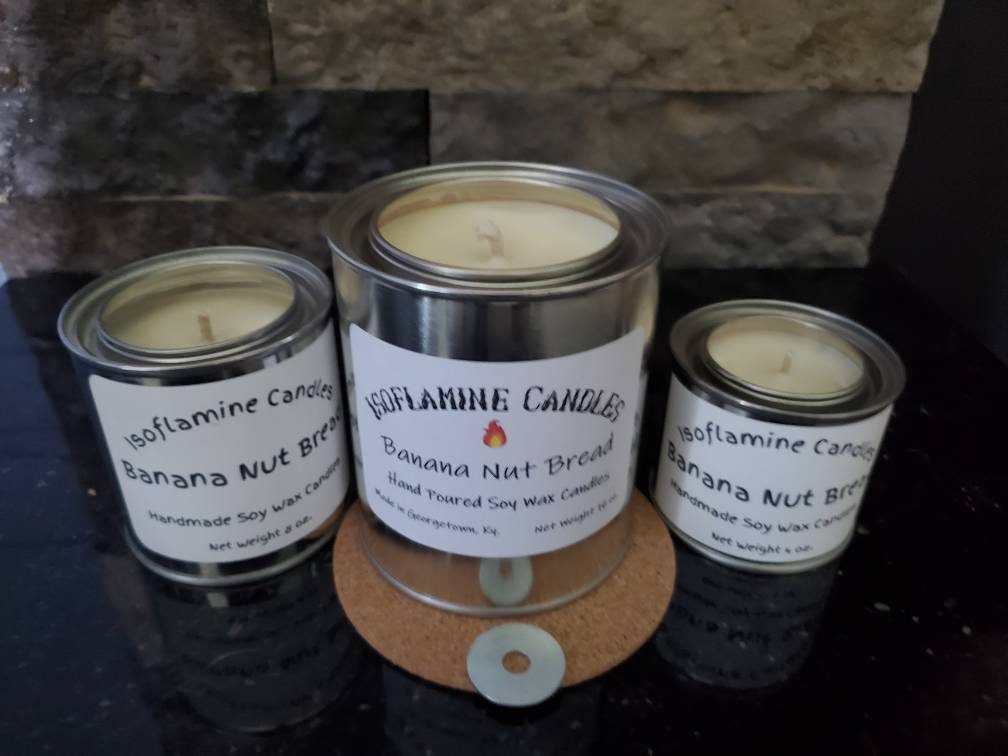 Isoflamine Candles
Banana Nut Bread
Handmade Soy Wax Candles
Net Weight 8 oz.
ISOFLAMINE CANDLES
Banana Nut Bread
Hand Poured Soy Wax Candles
Made in Georgetown, Ky.
Net Weight 16 oz.
Isoflamine Candles
Banana Nut Brea
Handmade Soy Wax Candles
Net Weight 4 oz.